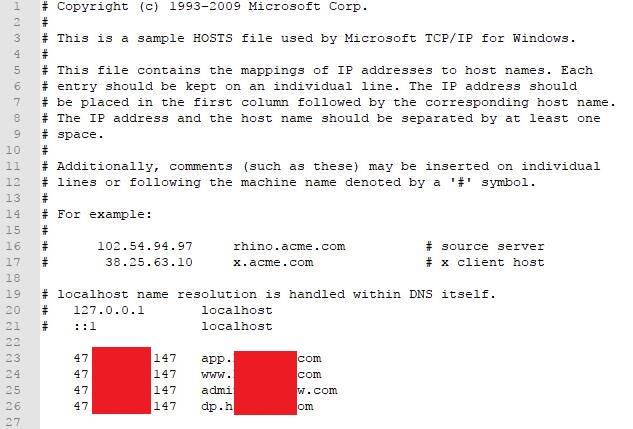 1 # Copyright (c) 1993-2009 Microsoft Corp.
2 #
3 # This is a sample HOSTS file used by Microsoft TCP/IP for Windows.
4 #
5 # This file contains the mappings of IP addresses to host names. Each
6 # entry should be kept on an individual line. The IP address should
7 # be placed in the first column followed by the corresponding host name.
8 # The IP address and the host name should be separated by at least one
9 # space.
10 #
11 # Additionally, comments (such as these) may be inserted on individual
12 # lines or following the machine name denoted by a '#' symbol.
13 #
14 # For example:
15 #
16 # 102.54.94.97 rhino.acme.com # source server
17 # 38.25.63.10 x.acme.com # x client host
18
19 # localhost name resolution is handled within DNS itself.
20 # 127.0.0.1 localhost
21 # ::1 localhost
22
23 47 147 app. com
24 47 147 www. com
25 47 147 admi w.com
26 47 147 dp.h om
27